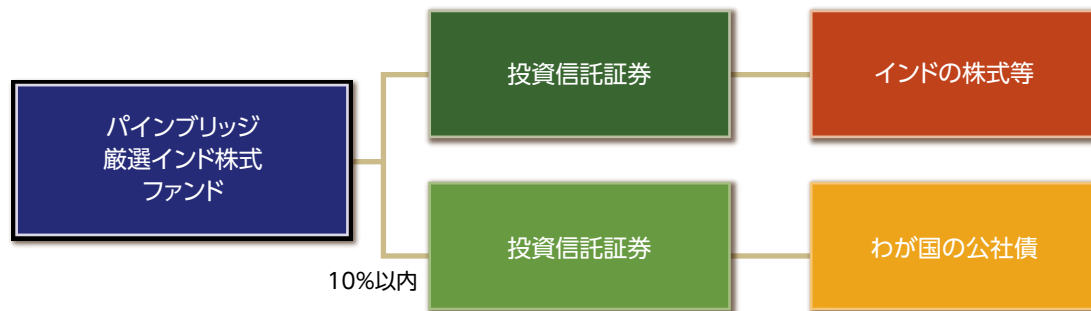 パインブリッジ
厳選インド株式
ファンド
投資信託証券
インドの株式等
10%以内
投資信託証券
わが国の公社債